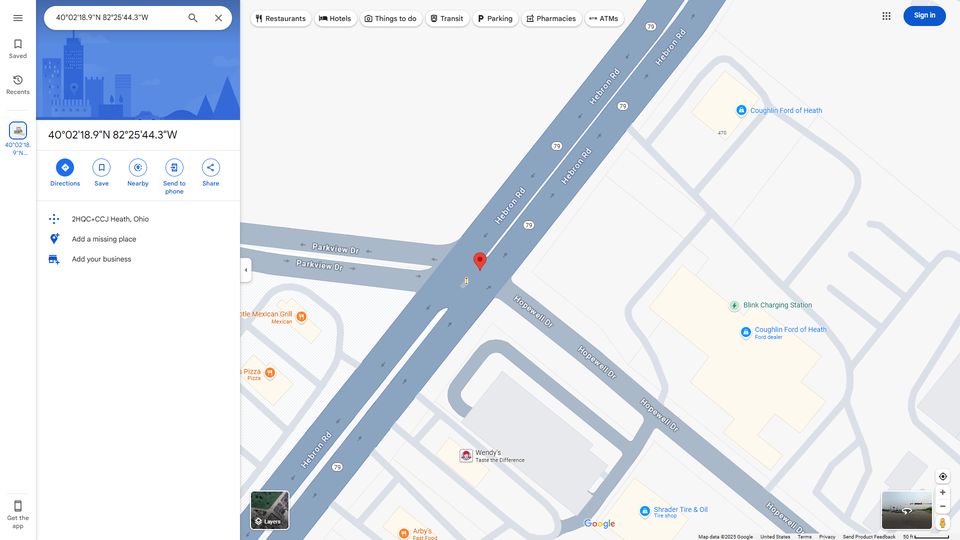 40°02'18.9"N 82°25'44.3"W
Restaurants
Hotels
Things to do
Transit
Parking
Pharmacies
ATMs
Sign in
Saved
Recents
40°02'18.
9"N...
40°02'18.9"N 82°25'44.3"W
Directions
Save
Nearby
Send to
phone
Share
2HQC+CCJ Heath, Ohio
Add a missing place
Add your business
Get the
app
79
Hebron Rd
Hebron Rd
79
Coughlin Ford of Heath
470
79
Hebron Rd
Hebron Rd
79
Parkview Dr
Parkview Dr
Hopewell Dr
Blink Charging Station
otle Mexican Grill
Mexican
Coughlin Ford of Heath
Ford dealer
Hopewell Dr
s Pizza
Pizza
Hopewell Dr
Hebron Rd
79
Wendy's
Taste the Difference
Shrader Tire & Oil
Tire shop
Hopewell Dr
Arby's
Fast Food
Layers
Google
Map data ©2025 Google
United States
Terms
Privacy
Send Product Feedback
50 ft